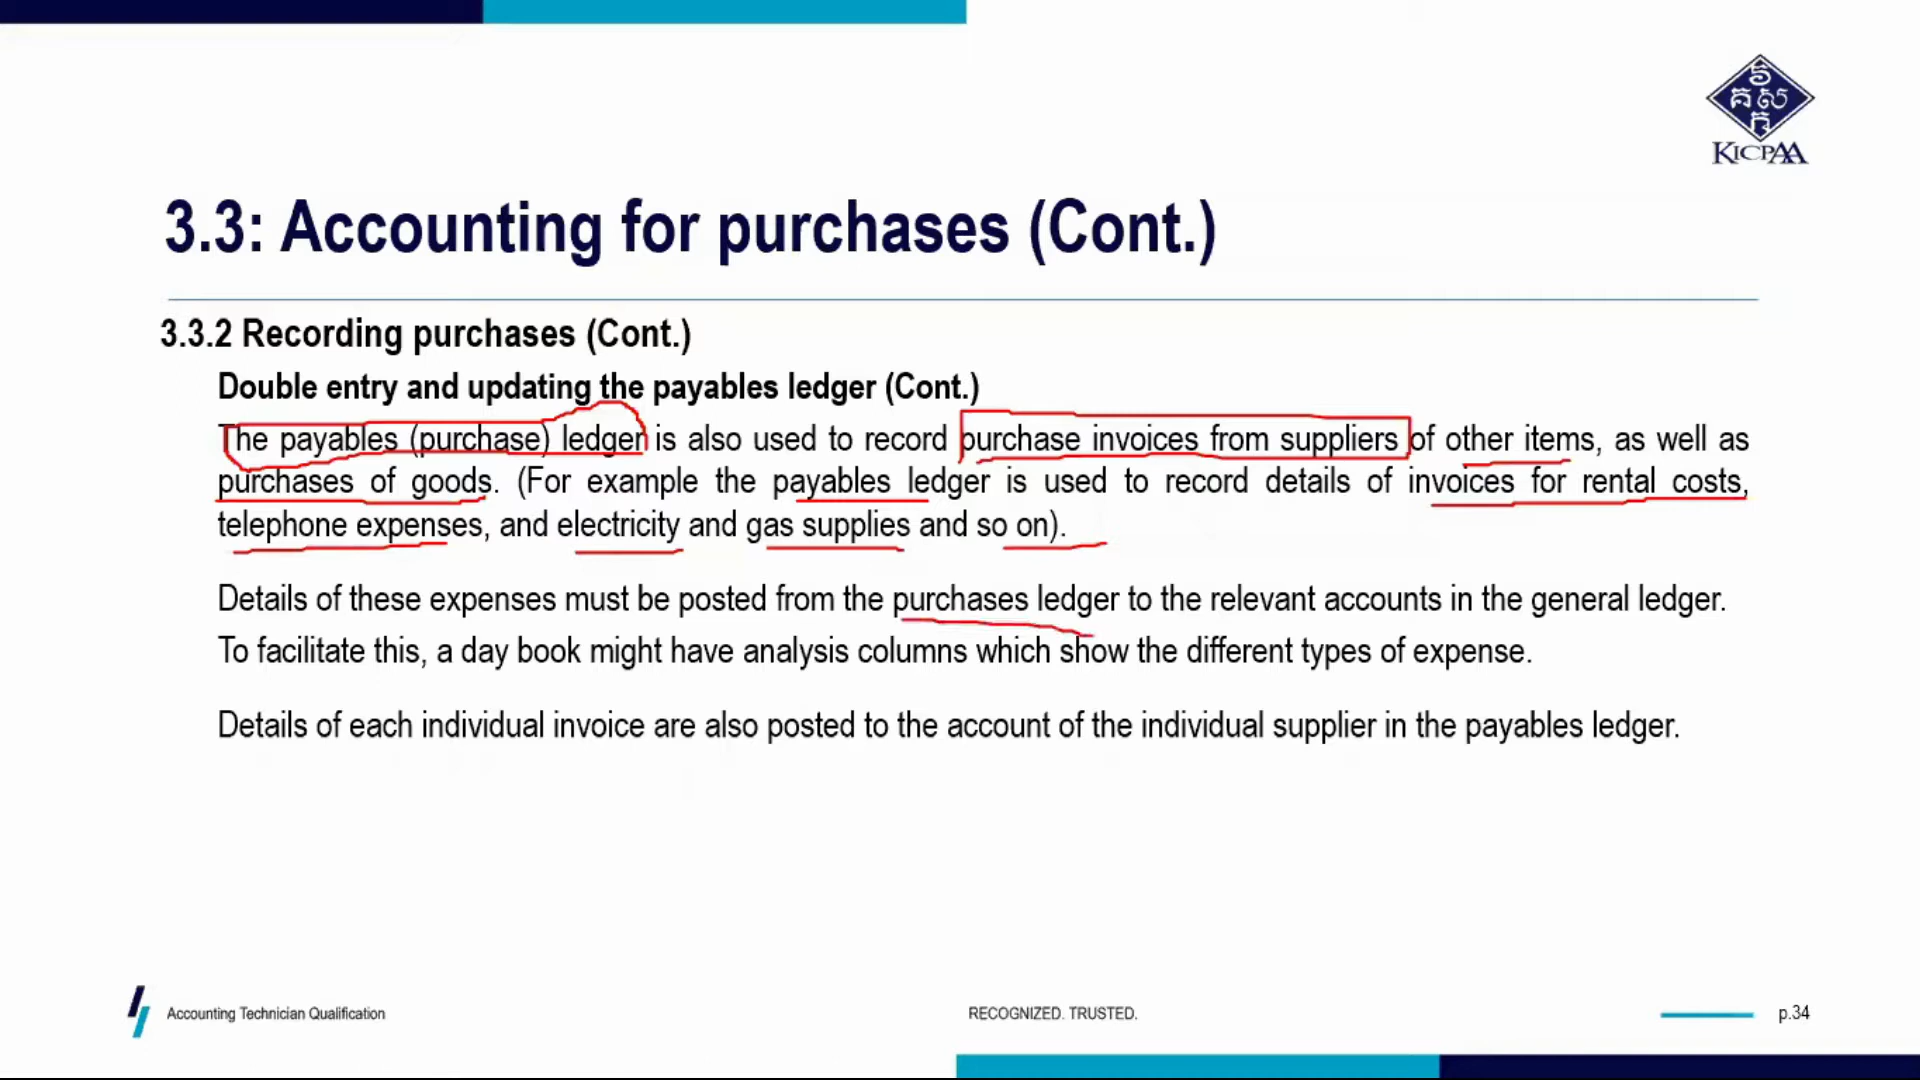 វិ
គ ស
ក
KICPAA
3.3: Accounting for purchases (Cont.)
3.3.2 Recording purchases (Cont.)
Double entry and updating the payables ledger (Cont.)
The payables (purchase) ledger is also used to record purchase invoices from suppliers of other items, as well as
purchases of goods. (For example the payables ledger is used to record details of invoices for rental costs,
telephone expenses, and electricity and gas supplies and so on).
Details of these expenses must be posted from the purchases ledger to the relevant accounts in the general ledger.
To facilitate this, a day book might have analysis columns which show the different types of expense.
Details of each individual invoice are also posted to the account of the individual supplier in the payables ledger.
Accounting Technician Qualification
RECOGNIZED. TRUSTED.
p.34